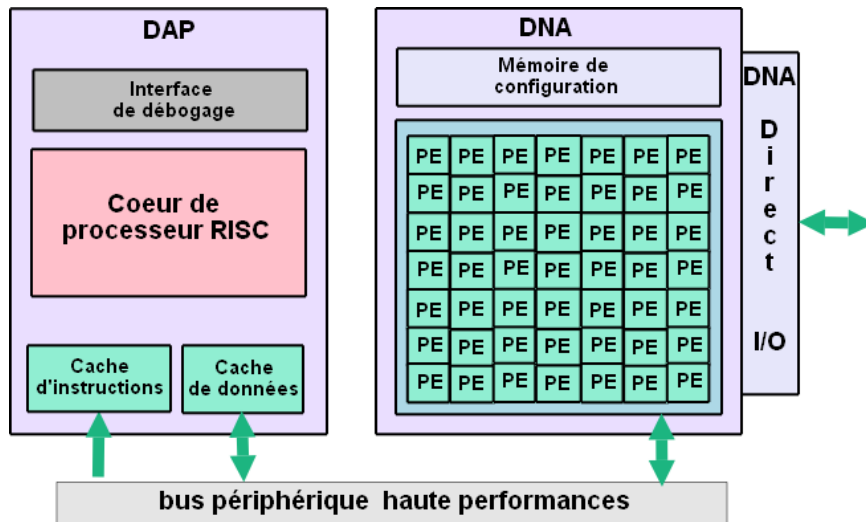 DAP
Interface
de débogage
Coeur de
processeur RISC
Cache
d'instructions
Cache
de données
DNA
Mémoire de
configuration
PE PE PE PE PE PE PE
PE PE PE PE PE PE PE
PE PE PE PE PE PE PE
PE PE PE PE PE PE PE
PE PE PE PE PE PE PE
PE PE PE PE PE PE PE
PE PE PE PE PE PE PE
DNA
Direct
I/O
bus périphérique haute performances